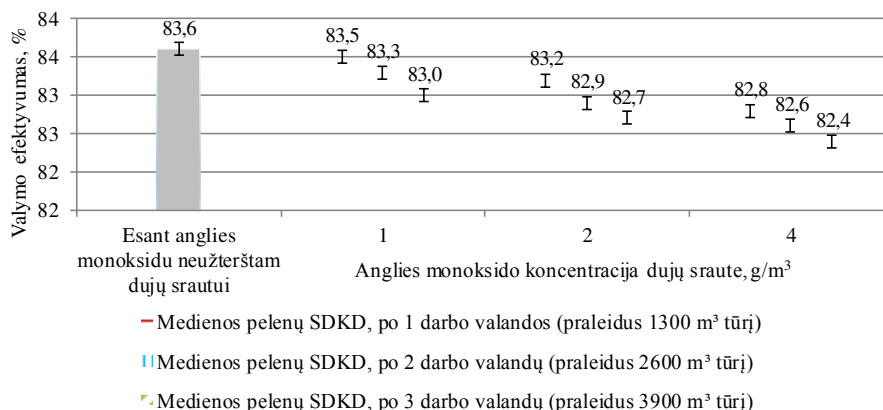 Valymo efektyvumas, %
84
84
83
83
82
82
83,6
83,5
83,3
83,0
83,2
82,9
82,7
82,8
82,6
82,4
Esant anglies
monoksidu neužterštam
dujų srautui
1
2
4
Anglies monoksido koncentracija dujų sraute, g/m³
Medienos pelenų SDKD, po 1 darbo valandos (praleidus 1300 m³ tūrį)
Medienos pelenų SDKD, po 2 darbo valandų (praleidus 2600 m³ tūrį)
Medienos pelenų SDKD, po 3 darbo valandų (praleidus 3900 m³ tūrį)